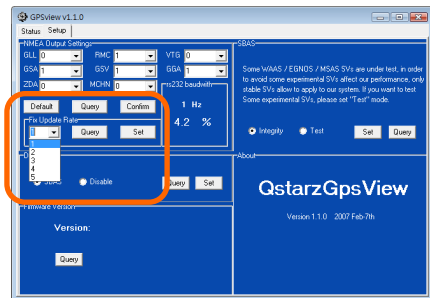 GPSview v1.1.0
Status Setup
NMEA Output Settings
GLL 0 RMC 1 VTG 0
GSA 1 GSV 1 GGA 1
ZDA 0 MCHN 0
rs232 baudwith
Default Query Confirm
1 Hz
4.2 %
Fix Update Rate
1 Query Set
1
2
3
4
5
SBAS Disable Query Set
Firmware Version
Version:
Query
SBAS
Some WAAS / EGNOS / MSAS SVs are under test, in order
to avoid some experimental SVs affect our performance, only
stable SVs allow to apply to our system. If you want to test
Some experimental SVs, please set "Test" mode.
Integrity Test Set Query
About
QstarzGpsView
Version 1.1.0 2007 Feb-7th